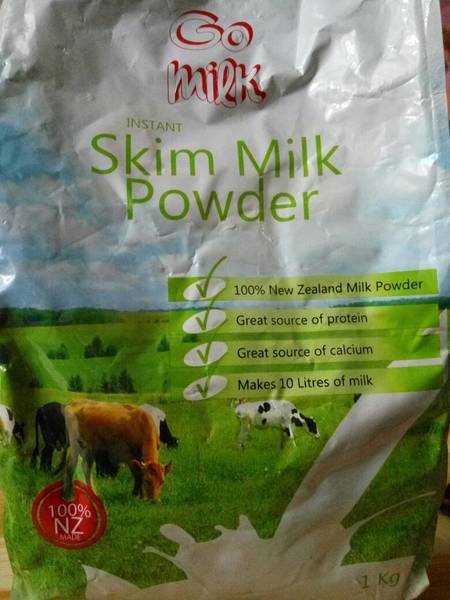 Go
milk
INSTANT
Skim Milk
Powder
100% New Zealand Milk Powder
Great source of protein
Great source of calcium
Makes 10 Litres of milk
100%
NZ
MADE
1 Kg